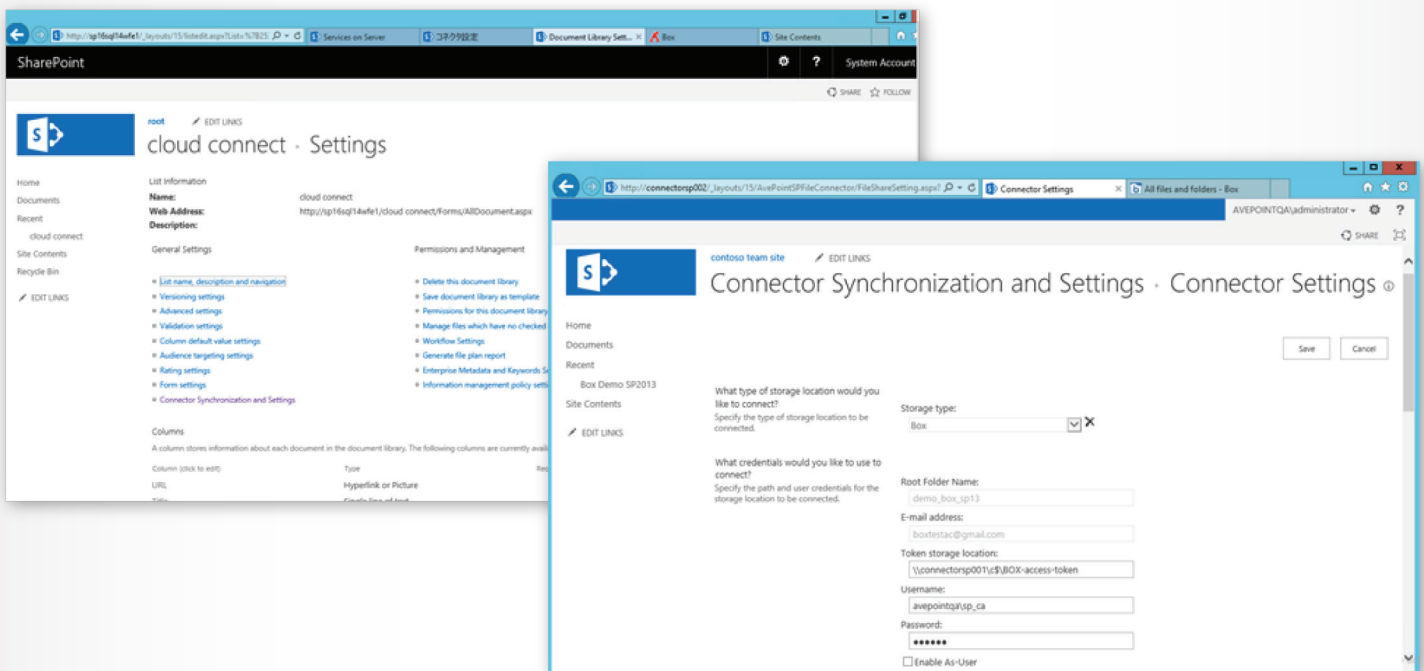 http://sp16sql14wfe1/_layouts/15/listedit.aspx?List=%7B25
Services on Server
コネクタ設定
Document Library Sett...
Box
Site Contents
SharePoint
?
System Account
SHARE
FOLLOW
S
root
EDIT LINKS
cloud connect · Settings
Home
Documents
Recent
cloud connect
Site Contents
Recycle Bin
EDIT LINKS
List Information
Name: cloud connect
Web Address: http://sp16sql14wfe1/cloud connect/Forms/AllDocument.aspx
Description:
General Settings
List name, description and navigation
Versioning settings
Advanced settings
Validation settings
Column default value settings
Audience targeting settings
Rating settings
Form settings
Connector Synchronization and Settings
Permissions and Management
Delete this document library
Save document library as template
Permissions for this document library
Manage files which have no checked
Workflow Settings
Generate file plan report
Enterprise Metadata and Keywords Se
Information management policy setti
Columns
A column stores information about each document in the document library. The following columns are currently avail
Column (click to edit) Type Req
URL Hyperlink or Picture
Title Single line of text
http://connectorsp002/_layouts/15/AvePointSPFileConnector/FileShareSetting.aspx?
Connector Settings
All files and folders - Box
AVEPOINTQA\administrator
?
SHARE
S
contoso team site
EDIT LINKS
Connector Synchronization and Settings · Connector Settings
Home
Documents
Recent
Box Demo SP2013
Site Contents
EDIT LINKS
Save
Cancel
What type of storage location would you
like to connect?
Specify the type of storage location to be
connected.
Storage type:
Box
What credentials would you like to use to
connect?
Specify the path and user credentials for the
storage location to be connected.
Root Folder Name:
demo_box_sp13
E-mail address:
boxtestac@gmail.com
Token storage location:
\\connectorsp001\c$\BOX-access-token
Username:
avepointqa\sp_ca
Password:
••••••
Enable As-User